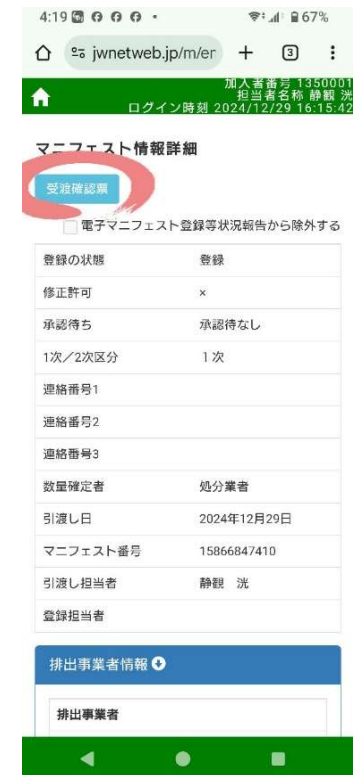 4:19 67%
jwnetweb.jp/m/er 3
加入者番号 1350001
担当者名称 静観 洸
ログイン時刻 2024/12/29 16:15:42
マニフェスト情報詳細
受渡確認票
電子マニフェスト登録等状況報告から除外する
登録の状態 登録
修正許可 ×
承認待ち 承認待なし
1次／2次区分 1 次
連絡番号1
連絡番号2
連絡番号3
数量確定者 処分業者
引渡し日 2024年12月29日
マニフェスト番号 15866847410
引渡し担当者 静観 洸
登録担当者
排出事業者情報
排出事業者